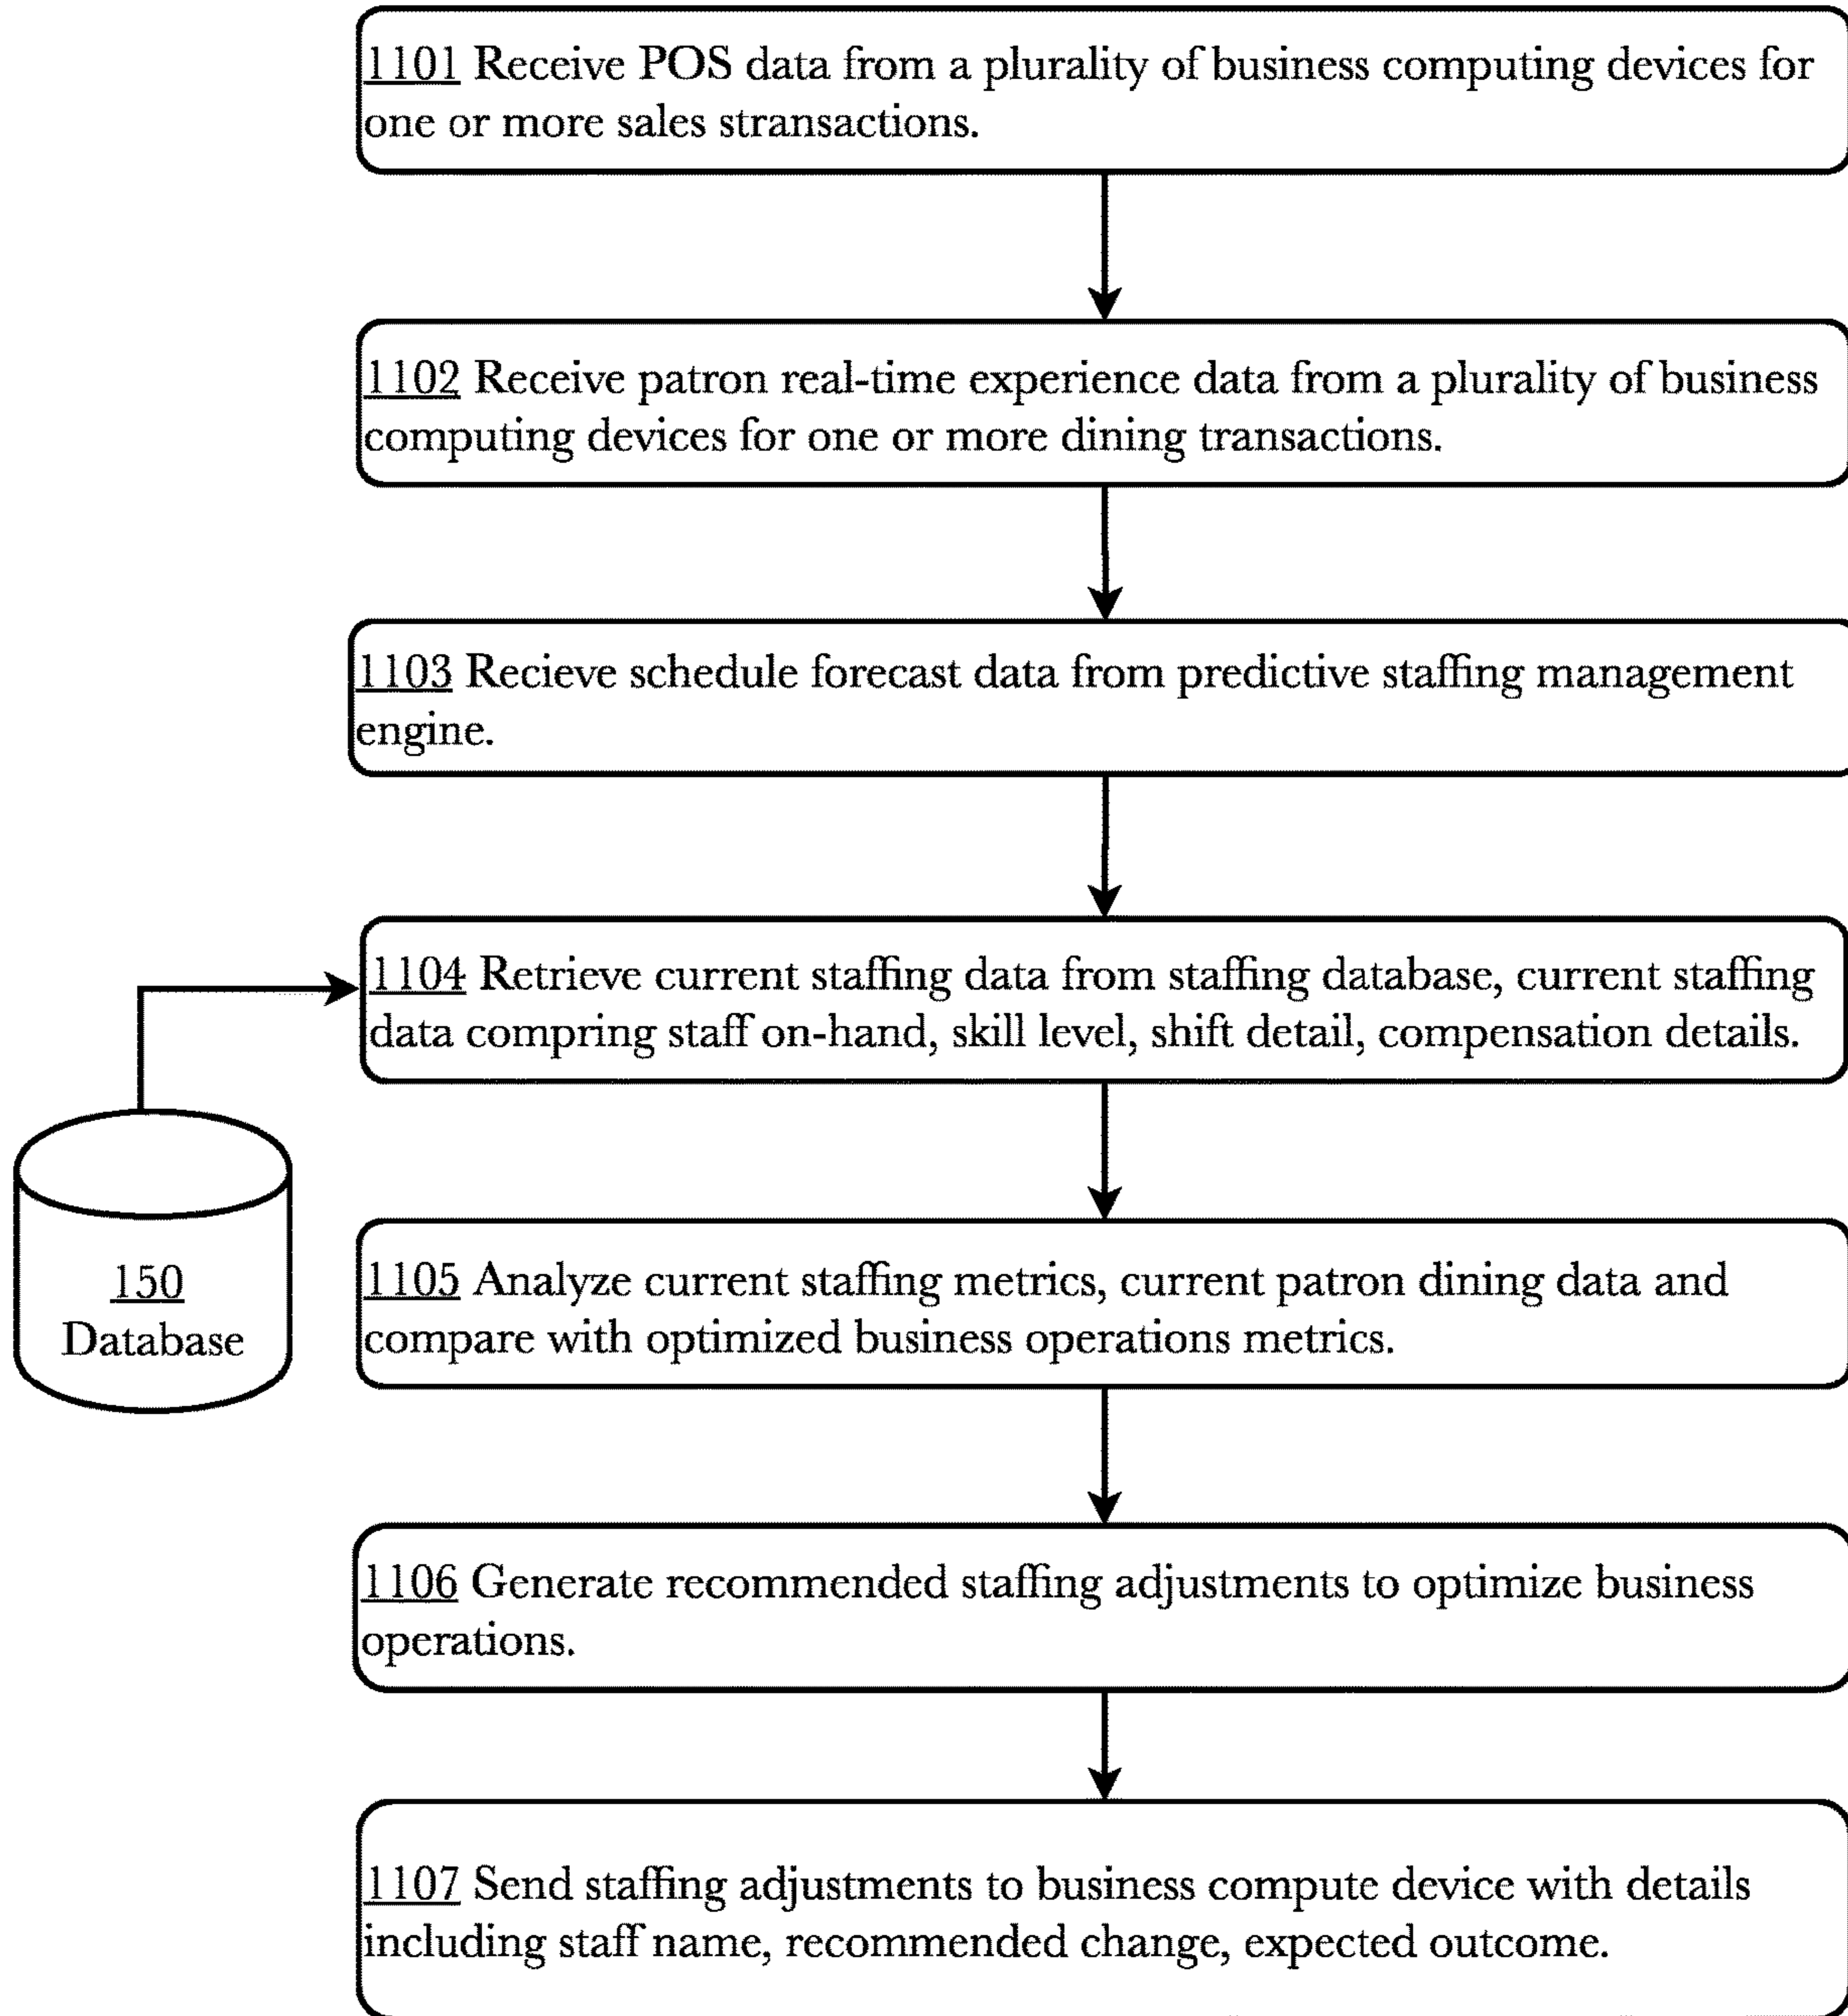 1101 Receive POS data from a plurality of business computing devices for
one or more sales stransactions.
1102 Receive patron real-time experience data from a plurality of business
computing devices for one or more dining transactions.
1103 Recieve schedule forecast data from predictive staffing management
engine.
1104 Retrieve current staffing data from staffing database, current staffing
data compring staff on-hand, skill level, shift detail, compensation details.
150
Database
1105 Analyze current staffing metrics, current patron dining data and
compare with optimized business operations metrics.
1106 Generate recommended staffing adjustments to optimize business
operations.
1107 Send staffing adjustments to business compute device with details
including staff name, recommended change, expected outcome.